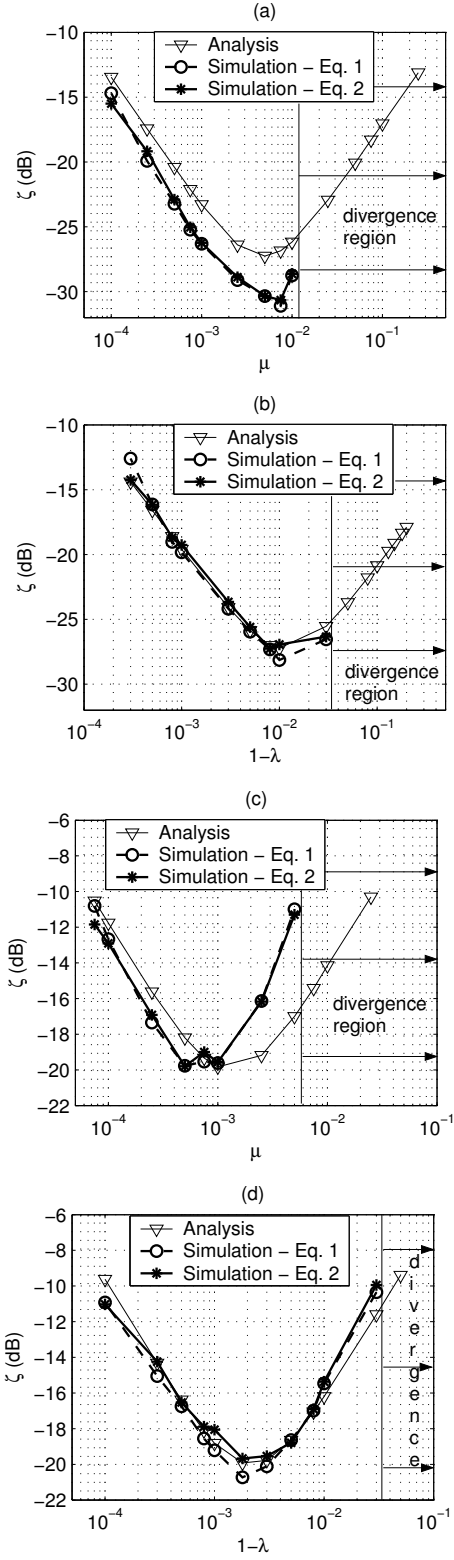 (a)
−10
−15
−20
−25
−30
ζ (dB)
Analysis
Simulation − Eq. 1
Simulation − Eq. 2
divergence
region
10−4
10−3
10−2
10−1
μ
(b)
−10
−15
−20
−25
−30
ζ (dB)
Analysis
Simulation − Eq. 1
Simulation − Eq. 2
divergence
region
10−4
10−3
10−2
10−1
1−λ
(c)
−6
−8
−10
−12
−14
−16
−18
−20
−22
ζ (dB)
Analysis
Simulation − Eq. 1
Simulation − Eq. 2
divergence
region
10−4
10−3
10−2
10−1
μ
(d)
−6
−8
−10
−12
−14
−16
−18
−20
−22
ζ (dB)
Analysis
Simulation − Eq. 1
Simulation − Eq. 2
divergence
10−4
10−3
10−2
10−1
1−λ